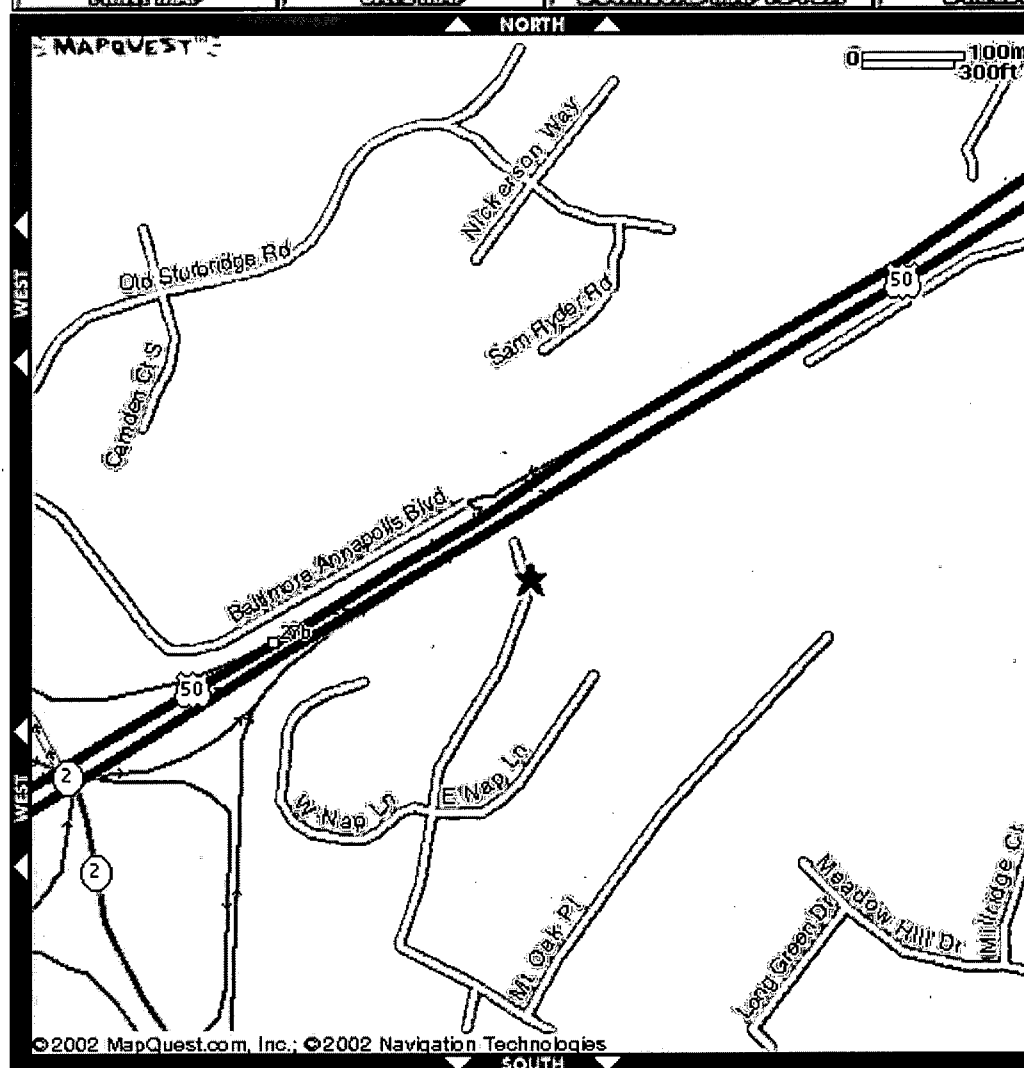 NORTH
MAPQUEST
0 100m
300ft
Nickerson Way
Old Sturbridge Rd
WEST
50
Sam Ryder Rd
Camden Ct S
Baltimore Annapolis Blvd
27b
50
W Nap Ln
E Nap Ln
2
WEST
2
Mt Oak Pl
Meadow Hill Dr
Millridge Ct
Long Green Dr
©2002 MapQuest.com, Inc.; ©2002 Navigation Technologies
SOUTH